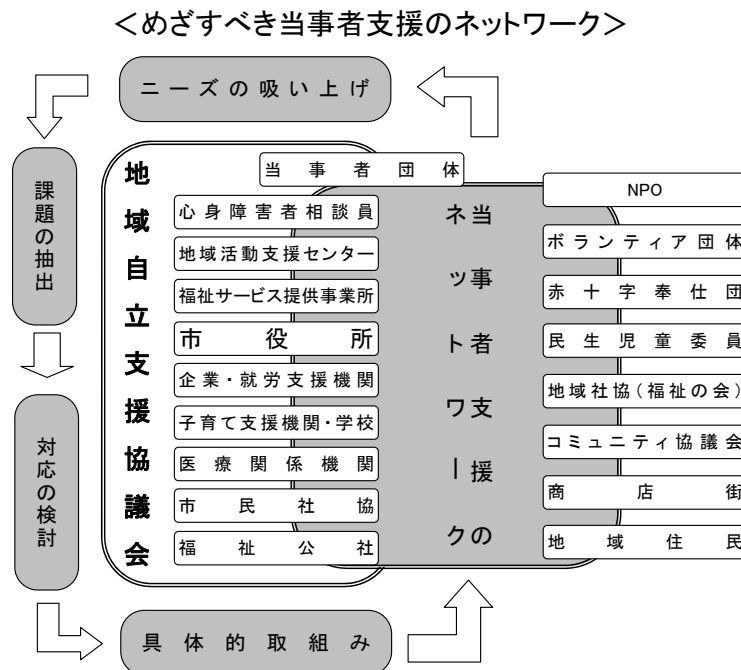 ＜めざすべき当事者支援のネットワーク＞
ニーズの吸い上げ
課題の抽出
対応の検討
具体的取組み
地域自立支援協議会
当事者団体
心身障害者相談員
地域活動支援センター
福祉サービス提供事業所
市役所
企業・就労支援機関
子育て支援機関・学校
医療関係機関
市民社協
福祉公社
当事者支援の
ネットワーク
NPO
ボランティア団体
赤十字奉仕団
民生児童委員
地域社協（福祉の会）
コミュニティ協議会
商店街
地域住民